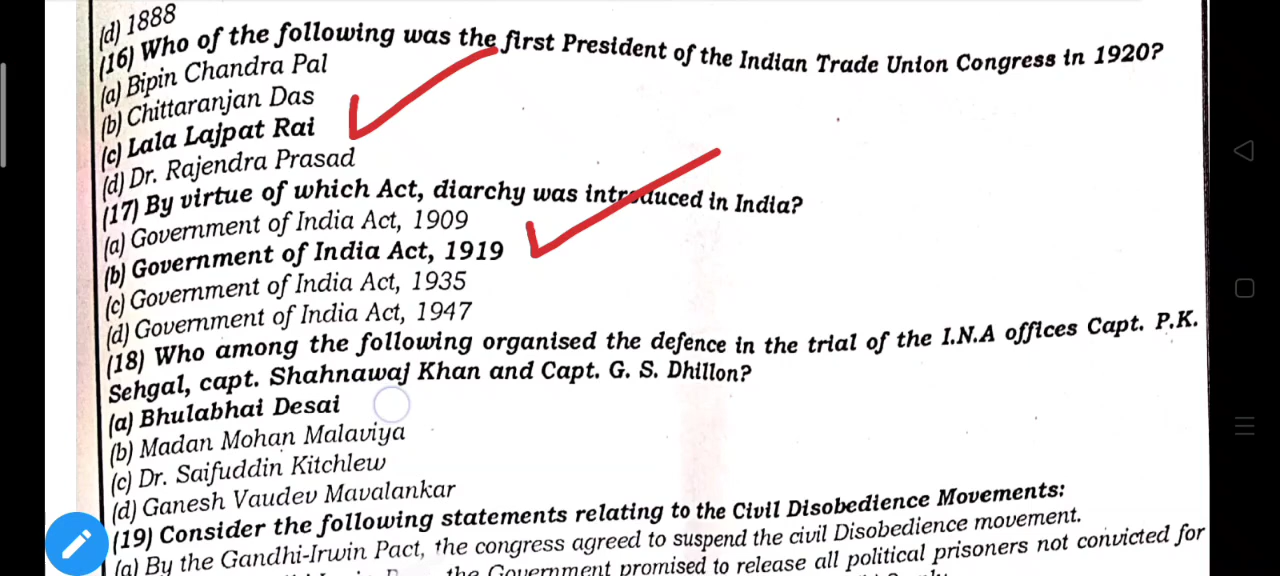 (d) 1888
(16) Who of the following was the first President of the Indian Trade Union Congress in 1920?
(a) Bipin Chandra Pal
(b) Chittaranjan Das
(c) Lala Lajpat Rai
(d) Dr. Rajendra Prasad
(17) By virtue of which Act, diarchy was introduced in India?
(a) Government of India Act, 1909
(b) Government of India Act, 1919
(c) Government of India Act, 1935
(d) Government of India Act, 1947
(18) Who among the following organised the defence in the trial of the I.N.A offices Capt. P.K.
Sehgal, capt. Shahnawaj Khan and Capt. G. S. Dhillon?
(a) Bhulabhai Desai
(b) Madan Mohan Malaviya
(c) Dr. Saifuddin Kitchlew
(d) Ganesh Vaudev Mavalankar
(19) Consider the following statements relating to the Civil Disobedience Movements:
(a) By the Gandhi-Irwin Pact, the congress agreed to suspend the civil Disobedience movement.
the Government promised to release all political prisoners not convicted for